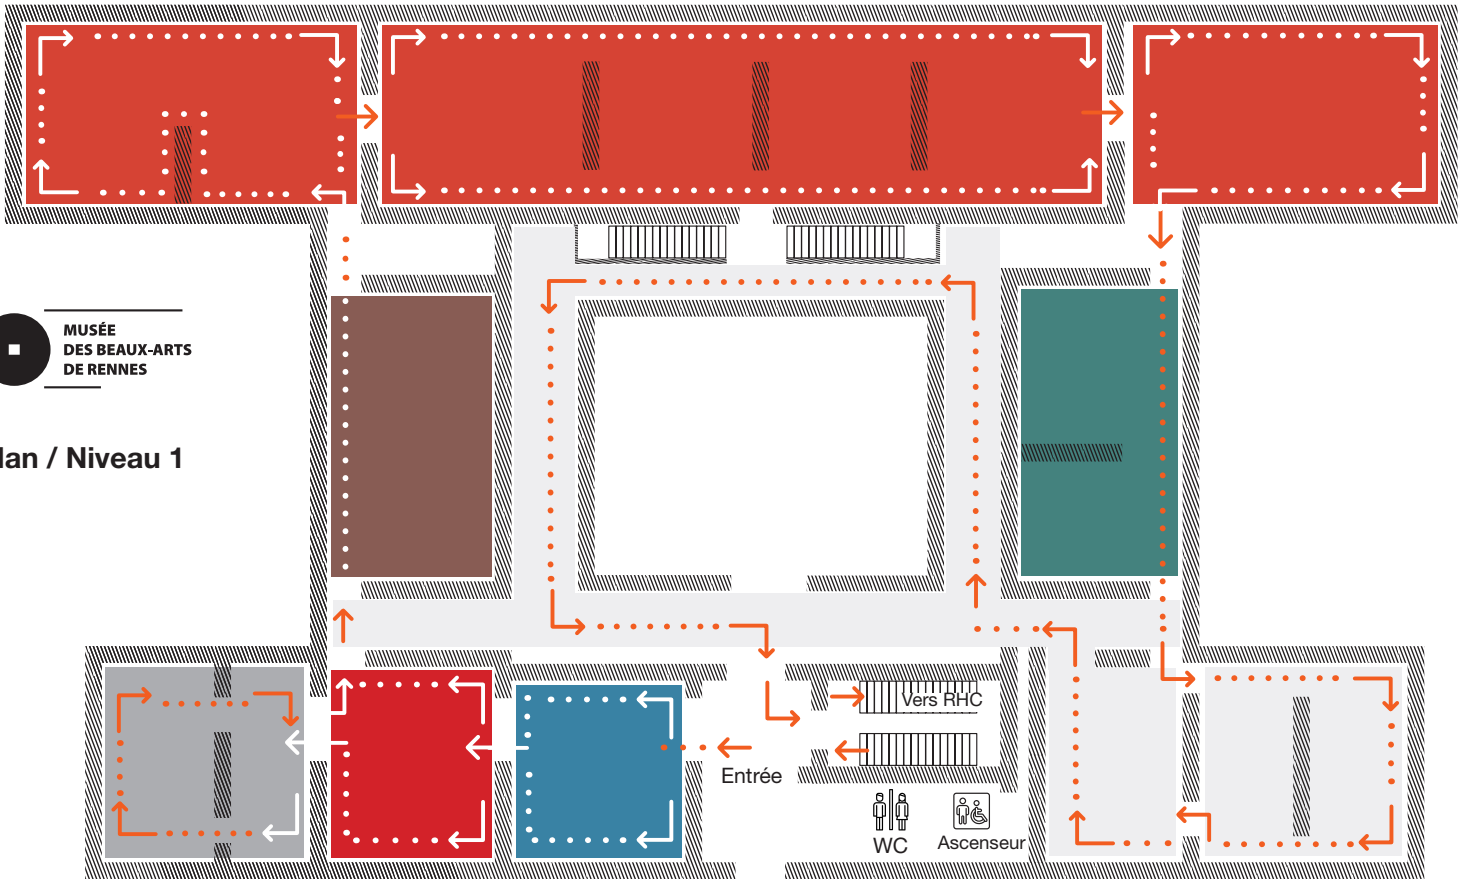 MUSÉE
DES BEAUX-ARTS
DE RENNES
lan / Niveau 1
Vers RHC
Entrée
WC
Ascenseur